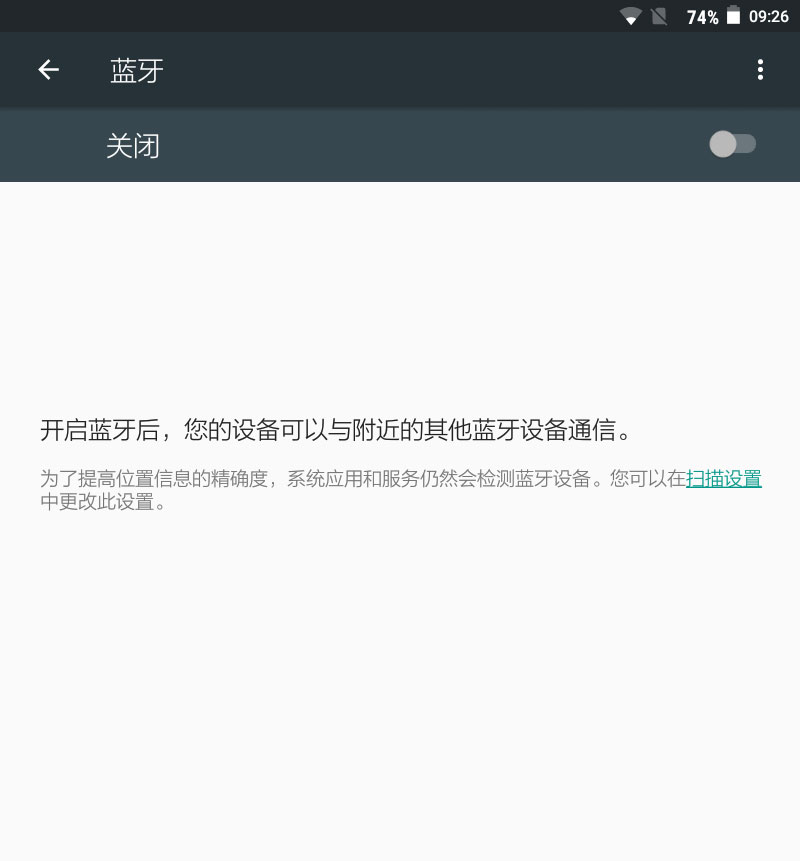 74% 09:26
蓝牙
关闭
开启蓝牙后，您的设备可以与附近的其他蓝牙设备通信。
为了提高位置信息的精确度，系统应用和服务仍然会检测蓝牙设备。您可以在扫描设置
中更改此设置。